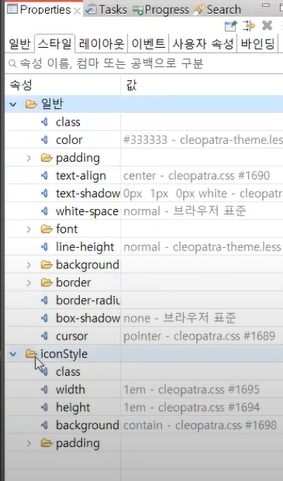 Properties Tasks Progress Search
일반 스타일 레이아웃 이벤트 사용자 속성 바인딩
속성 이름, 컴마 또는 공백으로 구분
속성 값
일반
class
color #333333 - cleopatra-theme.less
padding
text-align center - cleopatra.css #1690
text-shadow 0px 1px 0px white - cleopatra.css
white-space normal - 브라우저 표준
font
line-height normal - cleopatra-theme.less
background
border
border-radiu
box-shadow none - 브라우저 표준
cursor pointer - cleopatra.css #1689
iconStyle
class
width 1em - cleopatra.css #1695
height 1em - cleopatra.css #1694
background contain - cleopatra.css #1698
padding